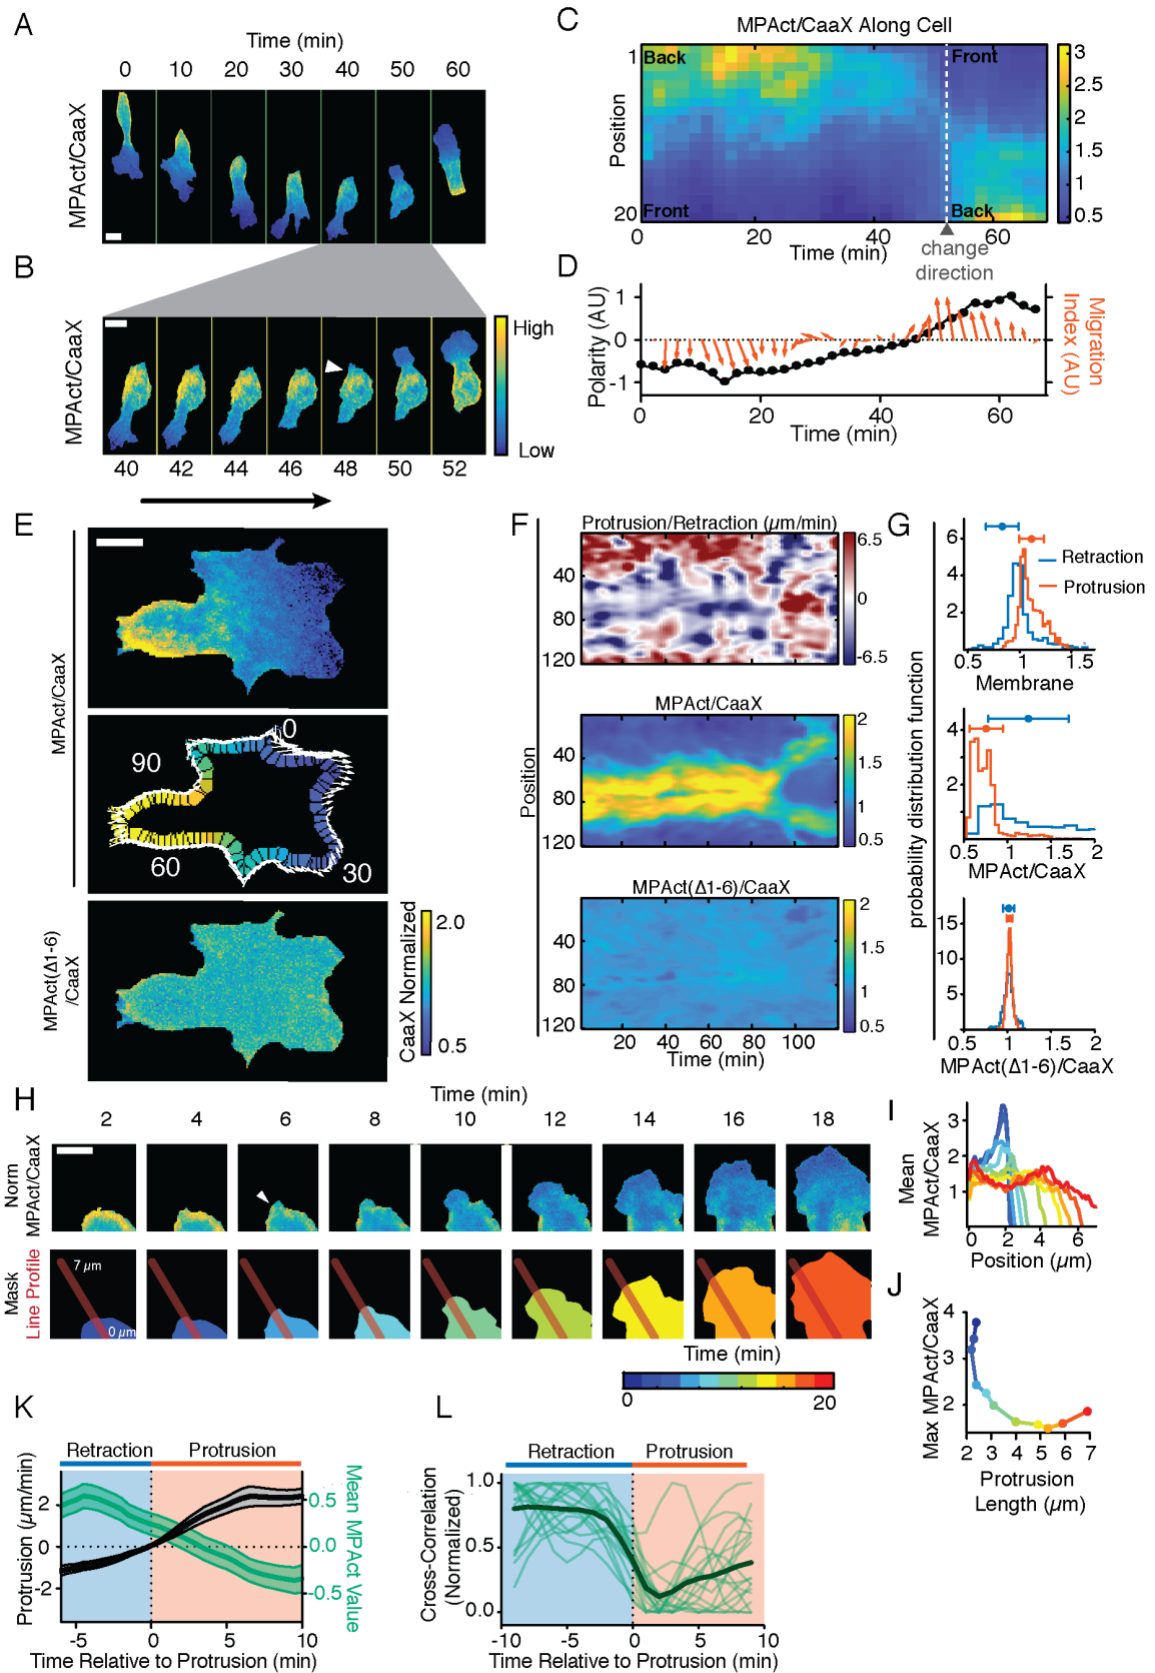 A
Time (min)
0 10 20 30 40 50 60
MPAct/CaaX
B
MPAct/CaaX
High
Low
40 42 44 46 48 50 52
C
MPAct/CaaX Along Cell
Position
1
20
Back
Front
Front
Back
3
2.5
2
1.5
1
0.5
0 20 40 60
Time (min)
change
direction
D
Polarity (AU)
1
0
-1
1
0
-1
Migration
Index (AU)
0 20 40 60
Time (min)
E
MPAct/CaaX
0
90
60
30
MPAct(Δ1-6)
/CaaX
CaaX Normalized
2.0
0.5
F
Position
Protrusion/Retraction (µm/min)
40
80
120
6.5
0
-6.5
MPAct/CaaX
40
80
120
2
1.5
1
0.5
MPAct(Δ1-6)/CaaX
40
80
120
2
1.5
1
0.5
20 40 60 80 100
Time (min)
G
probability distribution function
6
4
2
Retraction
Protrusion
0.5 1 1.5
Membrane
4
2
0.5 1 2
MPAct/CaaX
15
10
5
0.5 1 1.5 2
MPAct(Δ1-6)/CaaX
H
Time (min)
2 4 6 8 10 12 14 16 18
Norm
MPAct/CaaX
Mask
Line Profile
7 µm
0 µm
Time (min)
0 20
I
Mean
MPAct/CaaX
3
2
1
0 2 4 6
Position (µm)
J
Max MPAct/CaaX
4
3
2
2 3 4 5 6 7
Protrusion
Length (µm)
K
Retraction Protrusion
Protrusion (µm/min)
2
0
-2
0.5
0.0
-0.5
Mean MPAct Value
-5 0 5 10
Time Relative to Protrusion (min)
L
Retraction Protrusion
Cross-Correlation
(Normalized)
1.0
0.5
0.0
-10 -5 0 5 10
Time Relative to Protrusion (min)